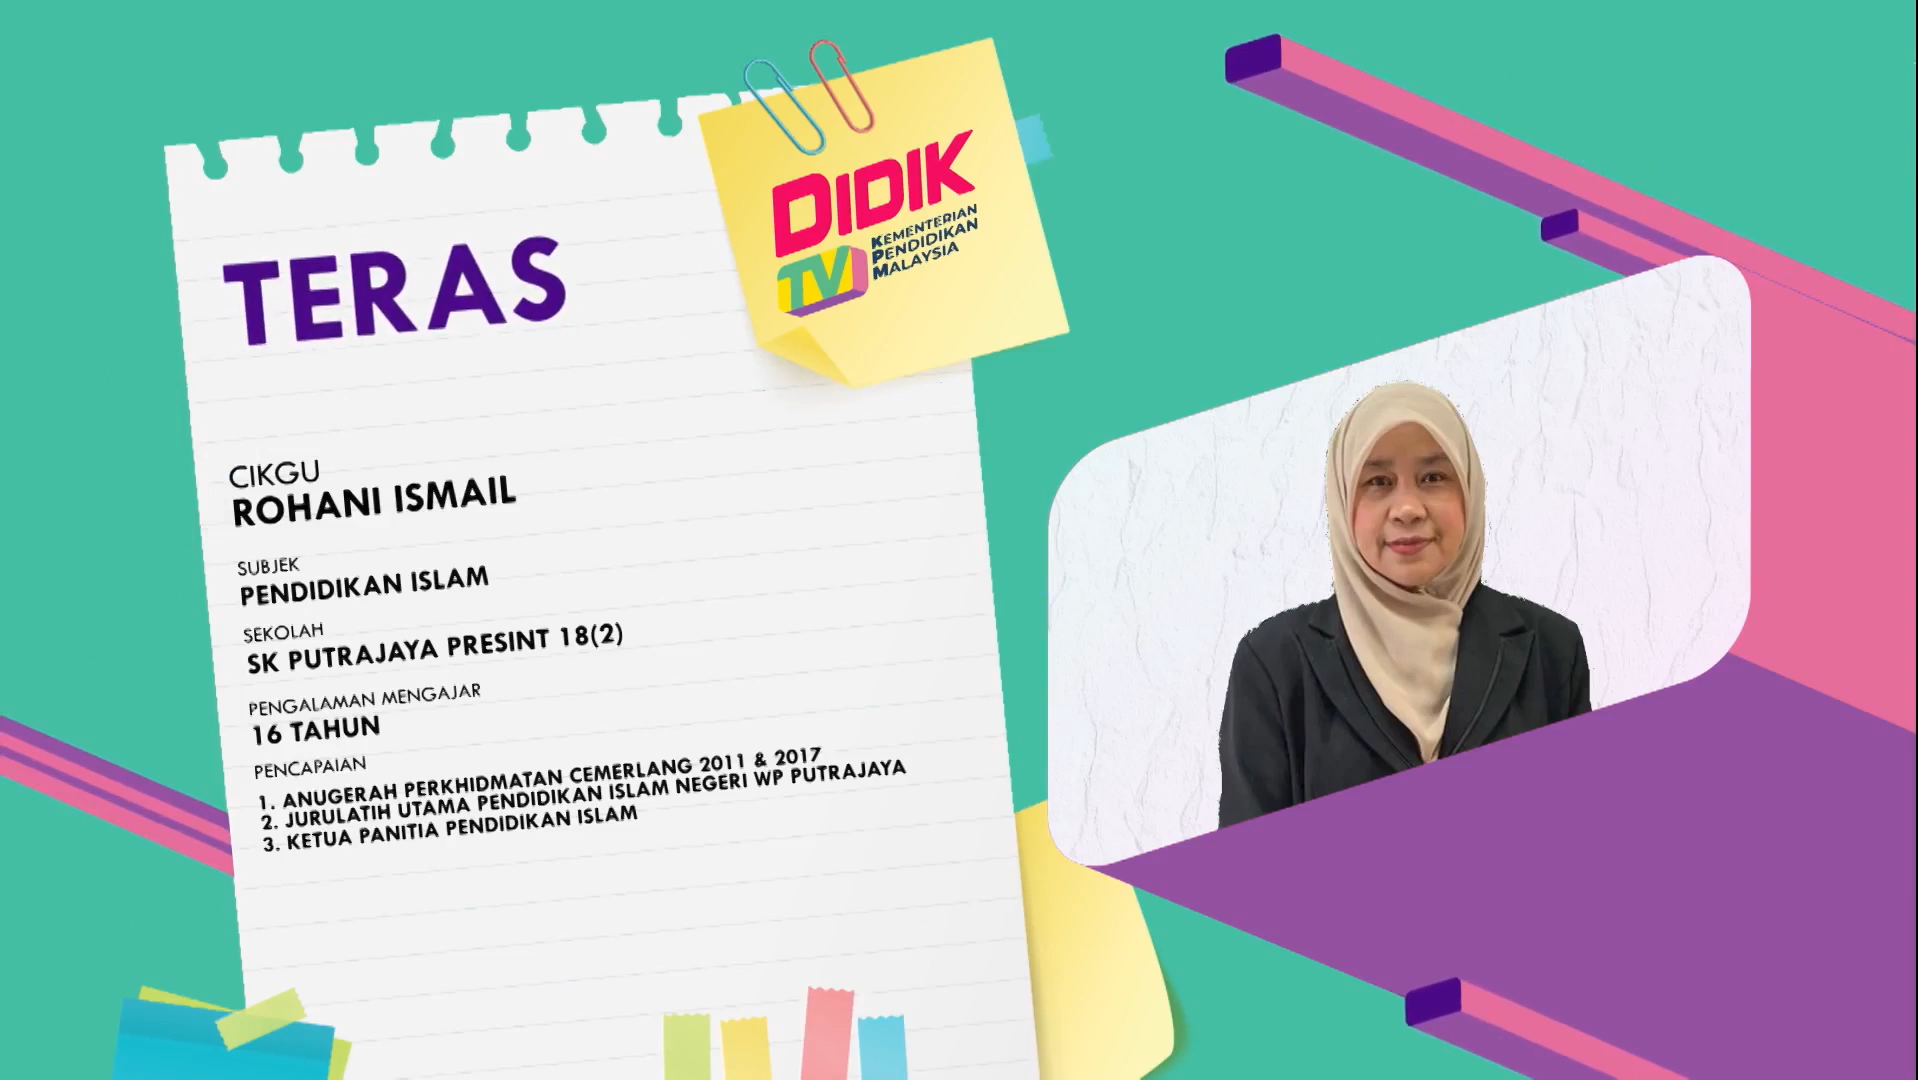 DIDIK
TV
KEMENTERIAN
PENDIDIKAN
MALAYSIA
TERAS
CIKGU
ROHANI ISMAIL
SUBJEK
PENDIDIKAN ISLAM
SEKOLAH
SK PUTRAJAYA PRESINT 18(2)
PENGALAMAN MENGAJAR
16 TAHUN
PENCAPAIAN
1. ANUGERAH PERKHIDMATAN CEMERLANG 2011 & 2017
2. JURULATIH UTAMA PENDIDIKAN ISLAM NEGERI WP PUTRAJAYA
3. KETUA PANITIA PENDIDIKAN ISLAM